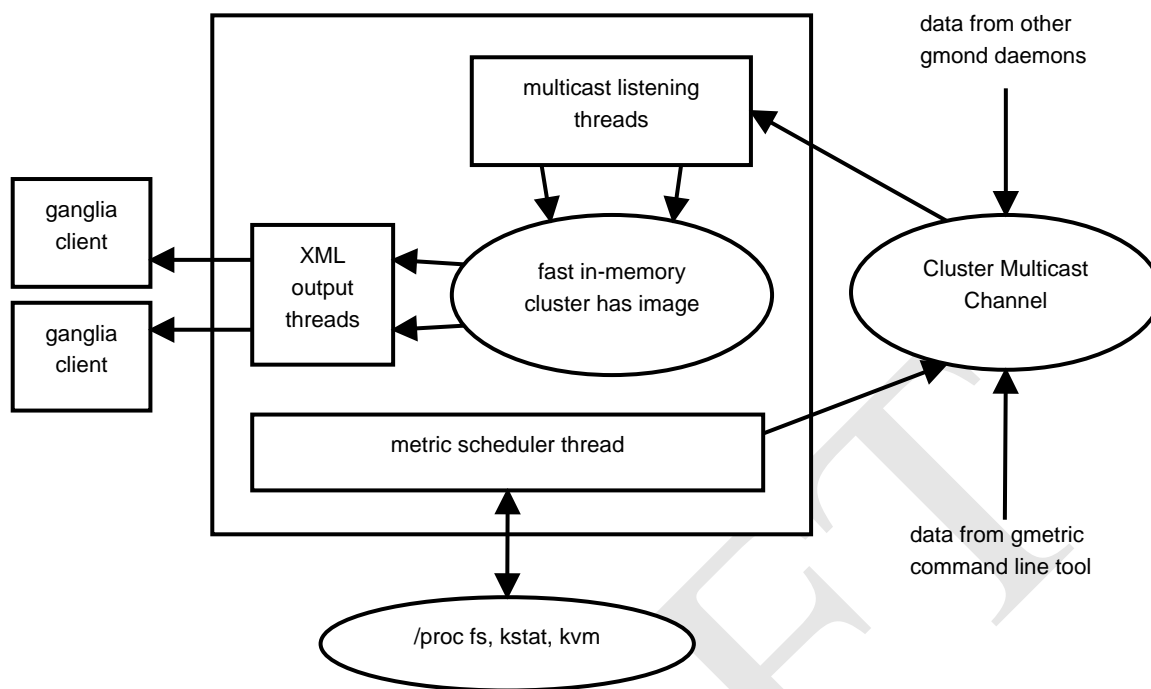 data from other
gmond daemons
multicast listening
threads
ganglia
client
XML
output
threads
fast in-memory
cluster has image
Cluster Multicast
Channel
ganglia
client
metric scheduler thread
data from gmetric
command line tool
/proc fs, kstat, kvm
FT